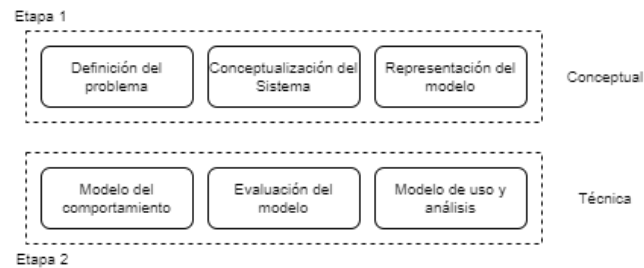 Etapa 1
Definición del
problema
Conceptualización del
Sistema
Representación del
modelo
Conceptual
Modelo del
comportamiento
Evaluación del
modelo
Modelo de uso y
análisis
Técnica
Etapa 2